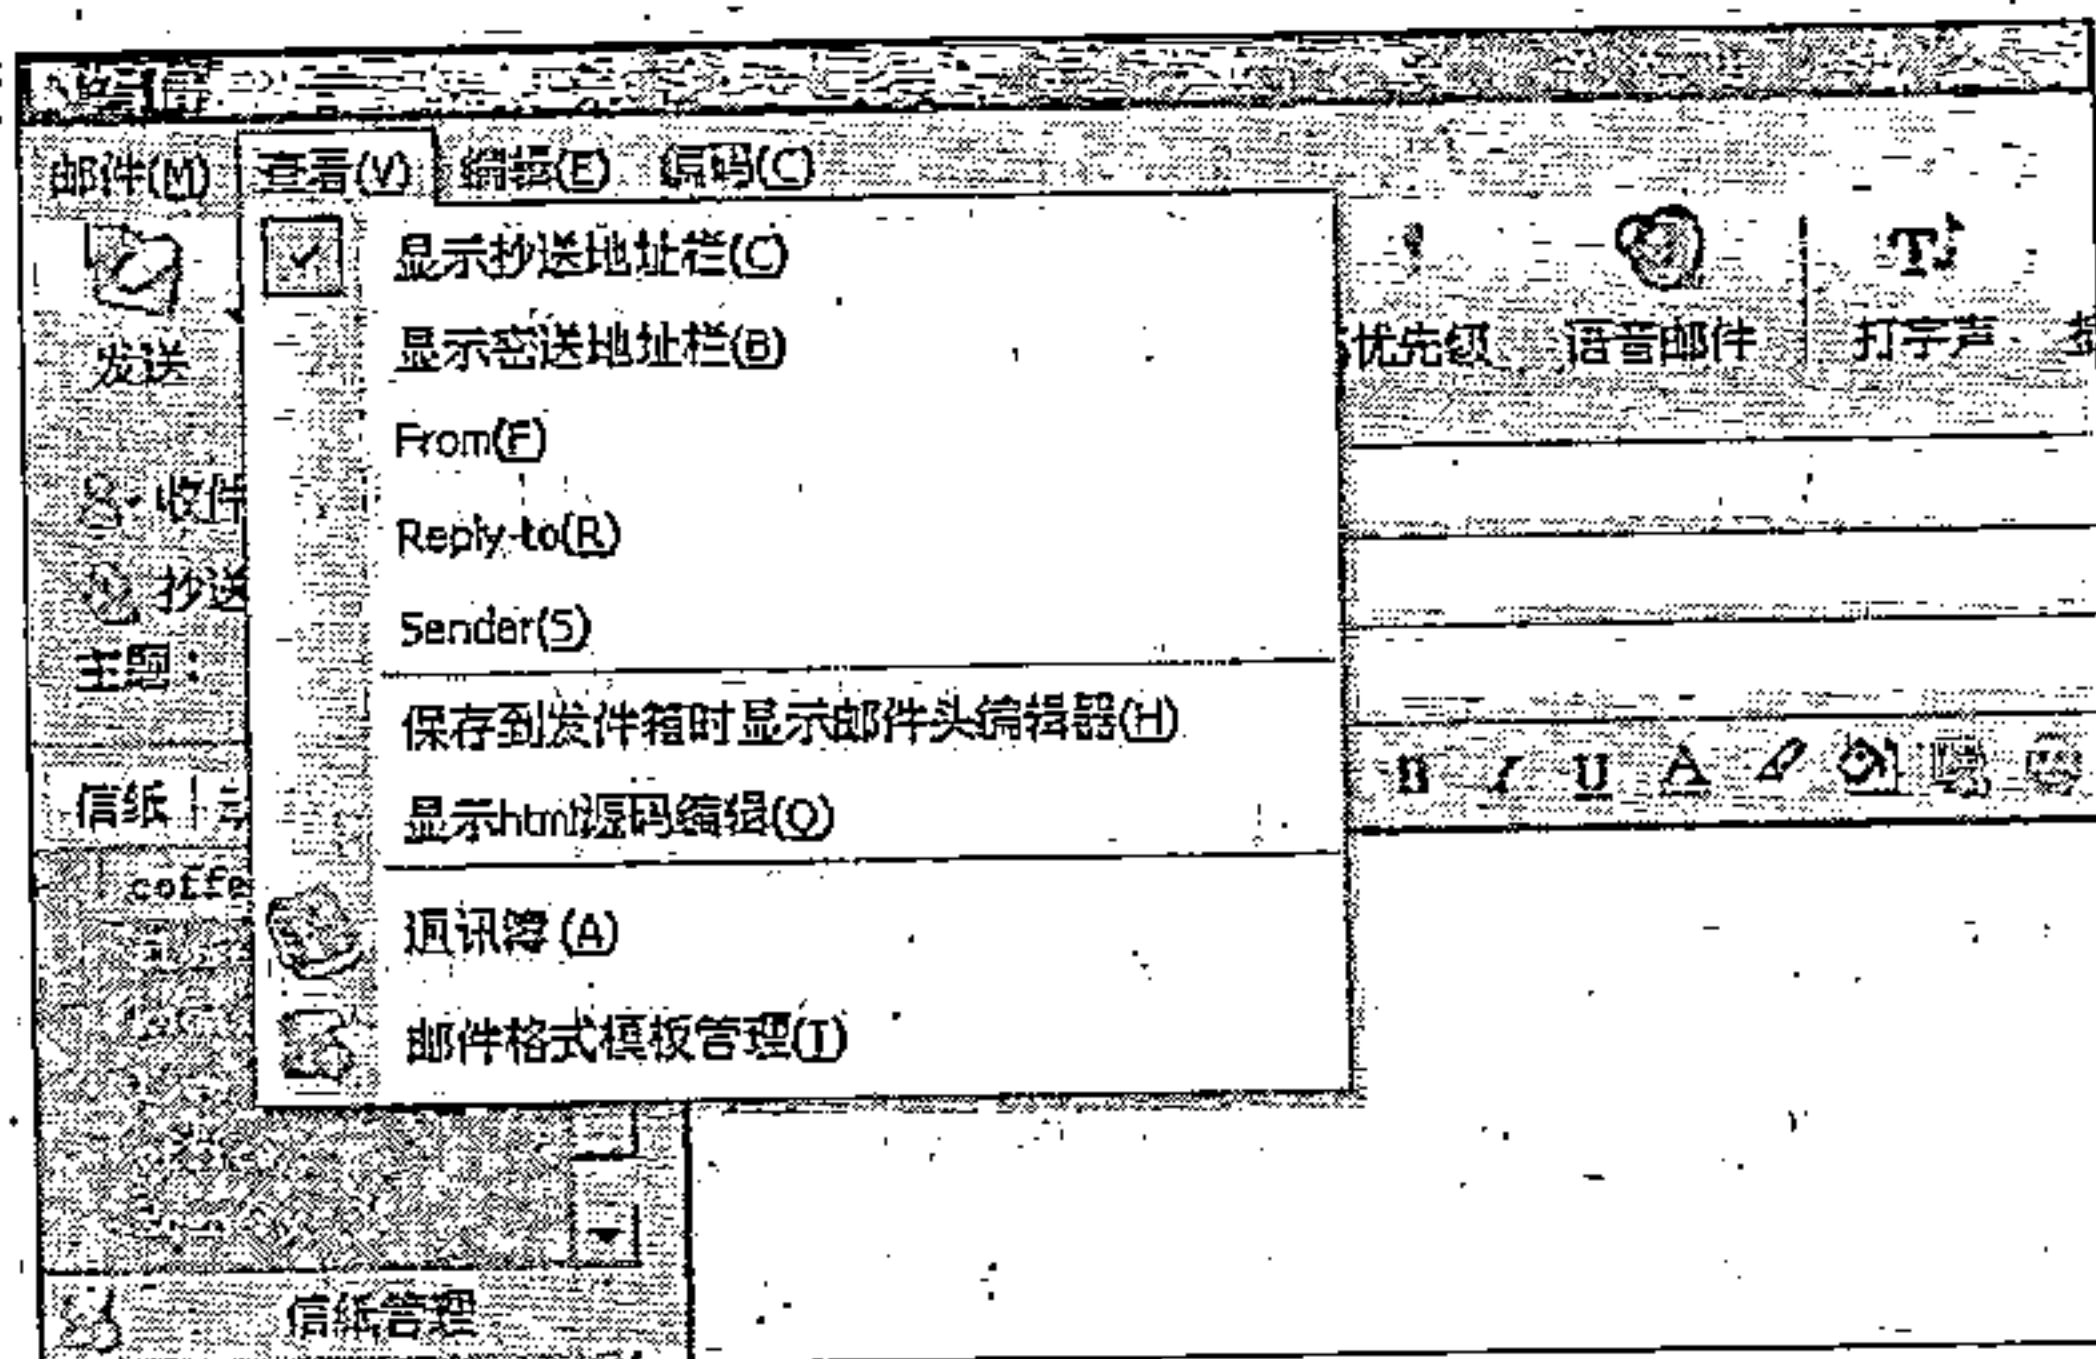 写邮件
邮件(M) 查看(V) 编辑(E) 编码(C)
显示抄送地址栏(C)
显示密送地址栏(B)
From(F)
Reply-to(R)
Sender(S)
保存到发件箱时显示邮件头编辑器(H)
显示html源码编辑(O)
通讯簿(A)
邮件格式模板管理(T)
发送
优先级 语音邮件 打字声
收件
抄送
主题:
信纸
B I U A
coffe
信纸管理